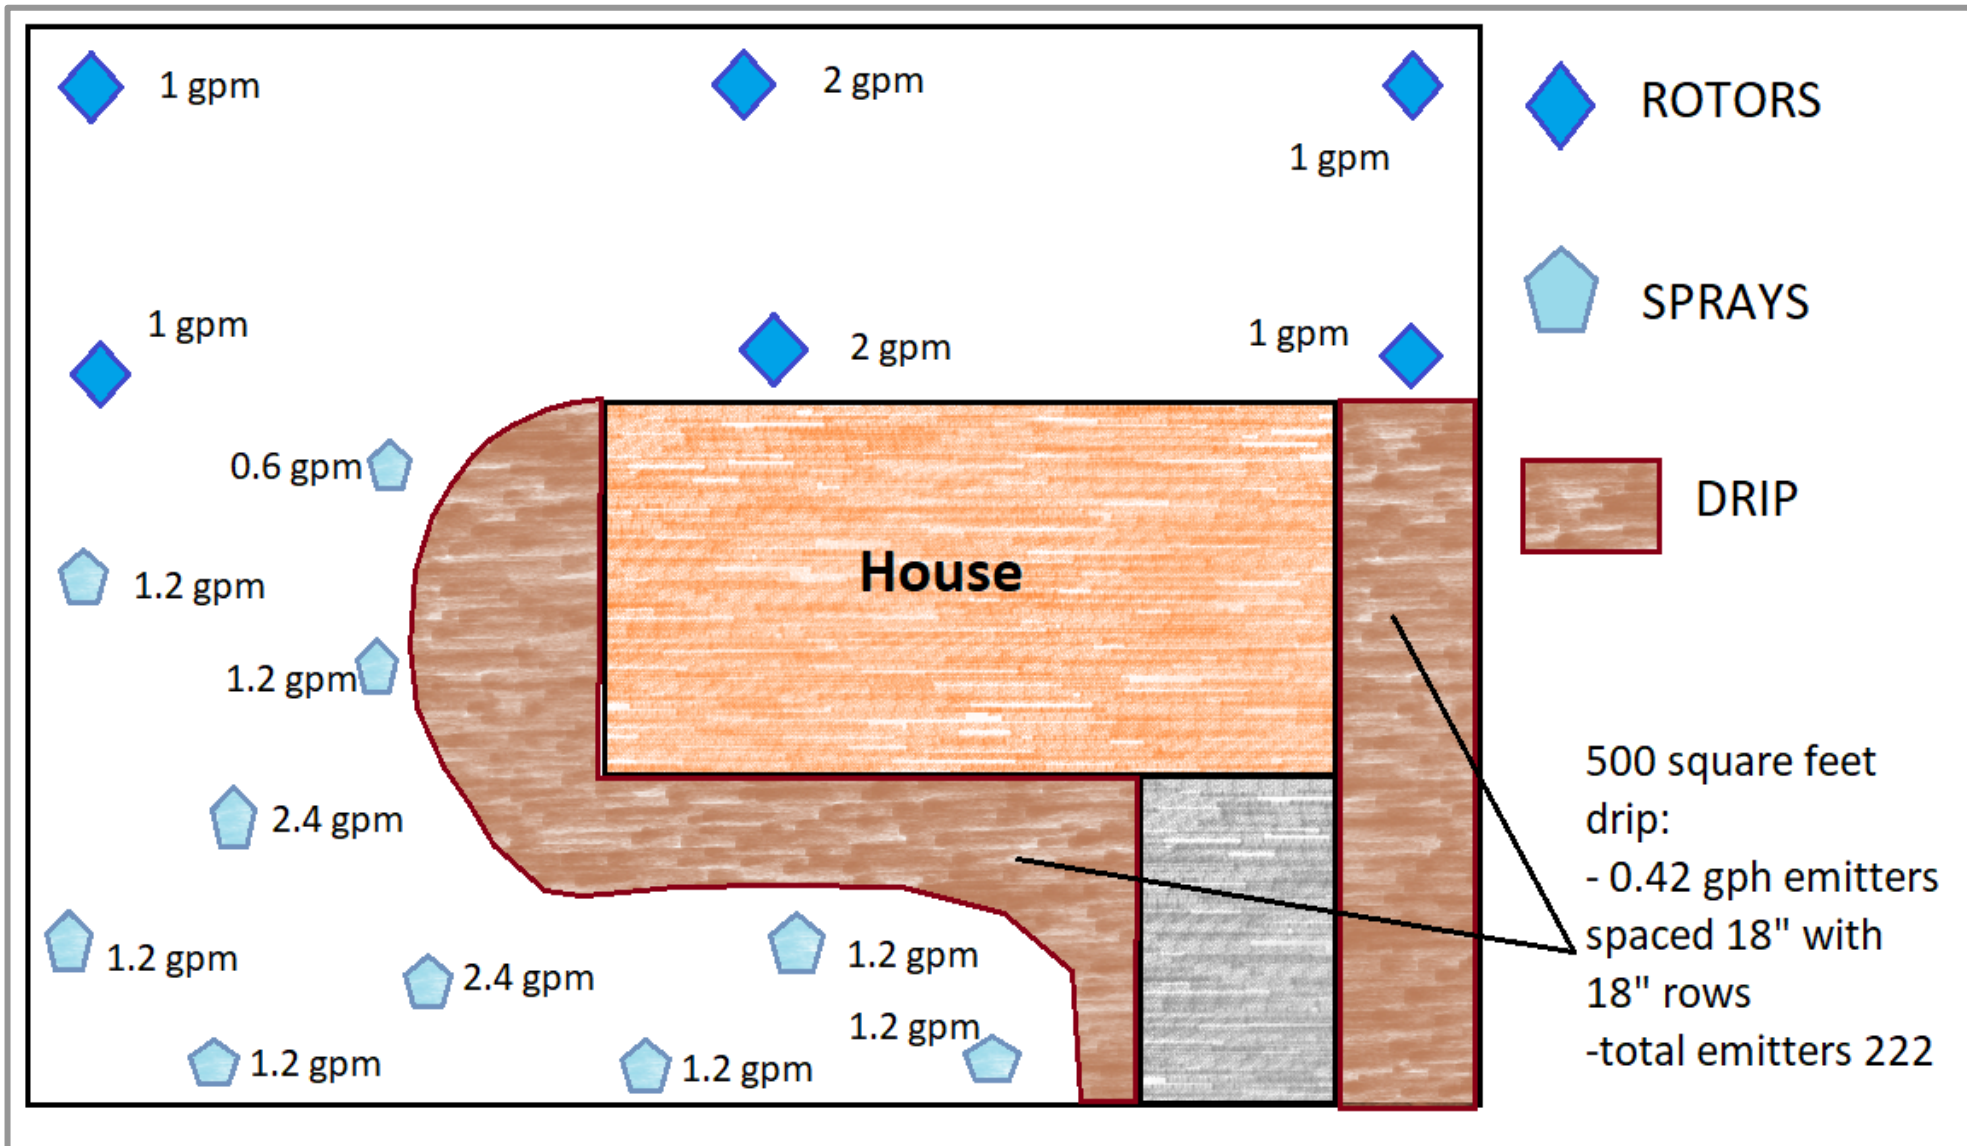 1 gpm
2 gpm
1 gpm
ROTORS
1 gpm
2 gpm
1 gpm
SPRAYS
0.6 gpm
1.2 gpm
1.2 gpm
House
DRIP
2.4 gpm
1.2 gpm
2.4 gpm
1.2 gpm
1.2 gpm
1.2 gpm
1.2 gpm
500 square feet
drip:
- 0.42 gph emitters
spaced 18" with
18" rows
-total emitters 222